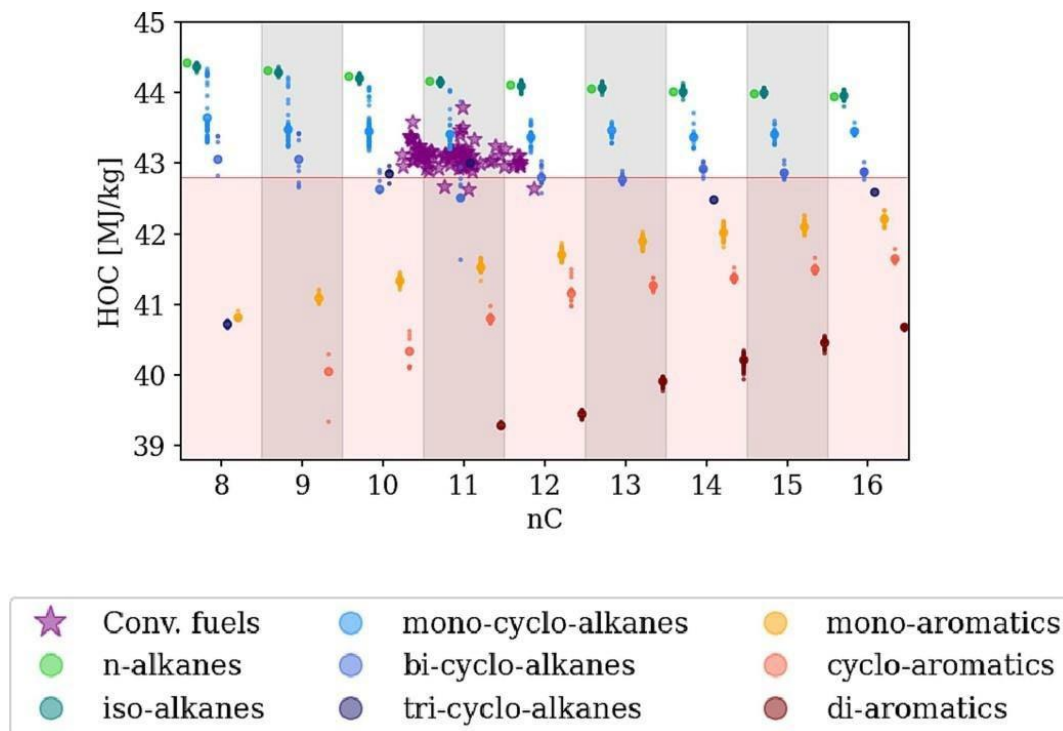 45
44
43
42
41
40
39
HOC [MJ/kg]
8 9 10 11 12 13 14 15 16
nC
Conv. fuels mono-cyclo-alkanes mono-aromatics
n-alkanes bi-cyclo-alkanes cyclo-aromatics
iso-alkanes tri-cyclo-alkanes di-aromatics